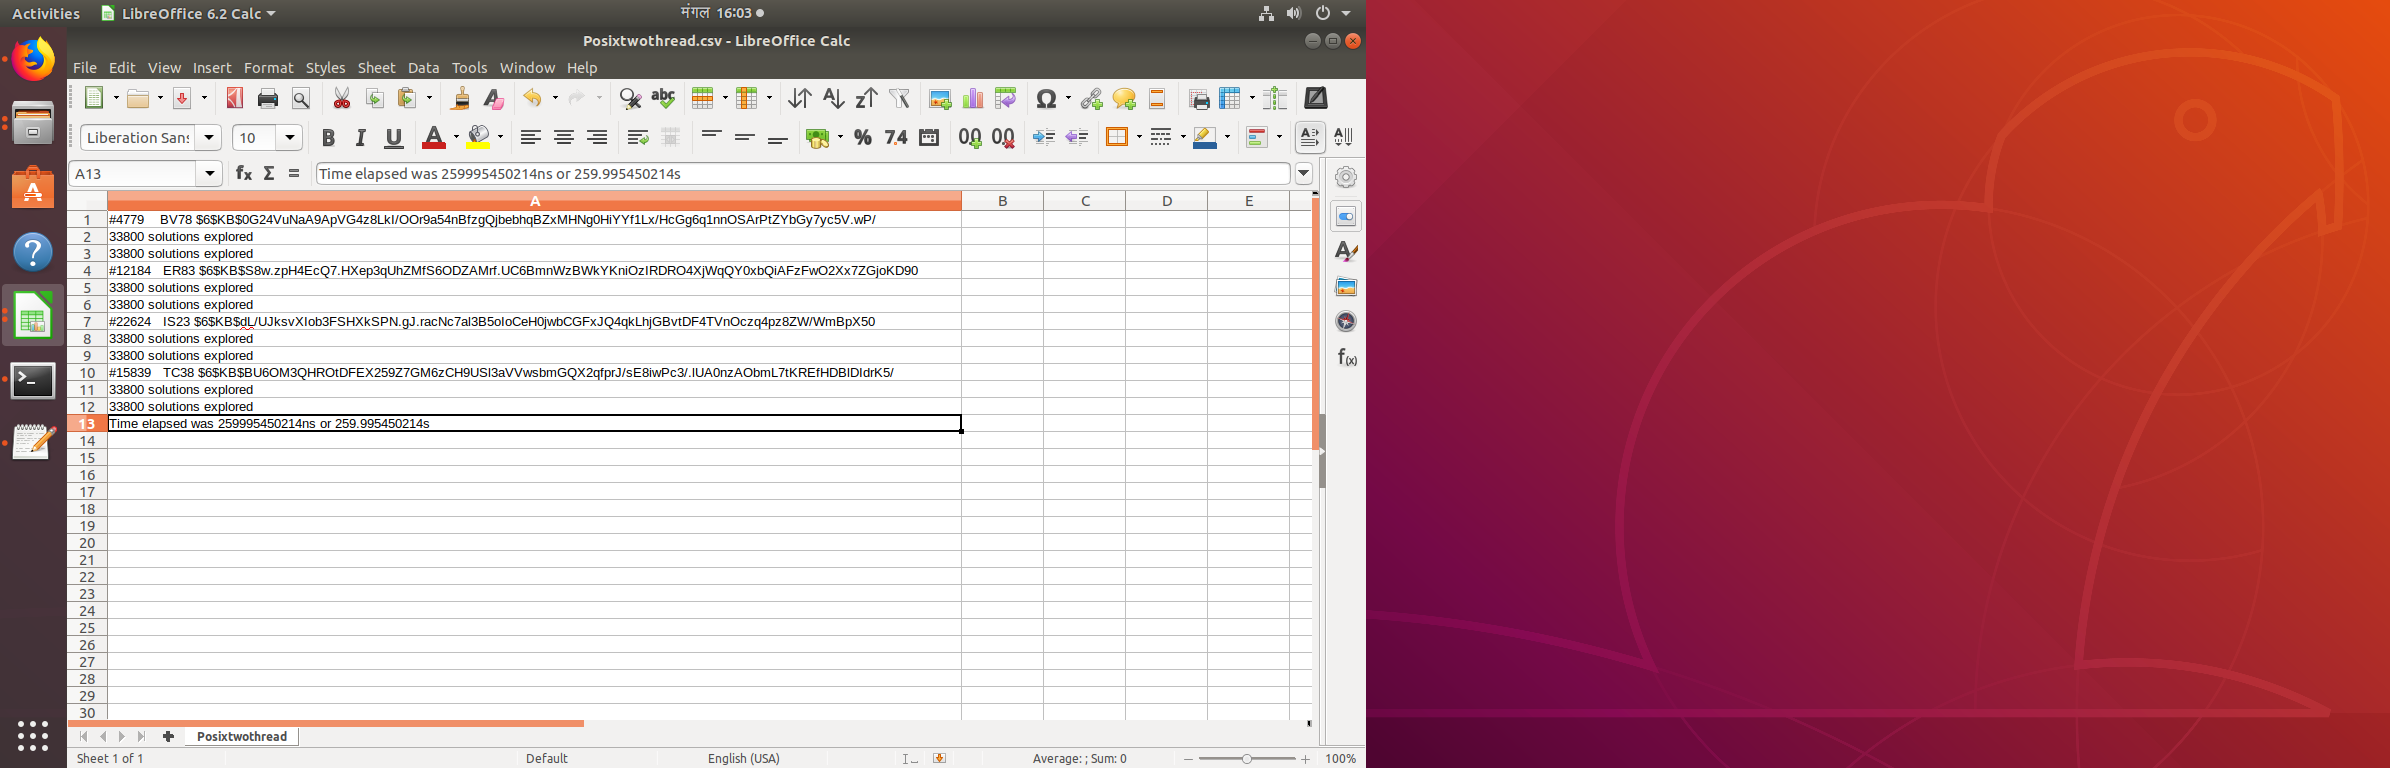 Activities LibreOffice 6.2 Calc मंगल 16:03
Posixtwothread.csv - LibreOffice Calc
File Edit View Insert Format Styles Sheet Data Tools Window Help
Liberation Sans 10
A13 Time elapsed was 259995450214ns or 259.995450214s
A B C D E
1 #4779 BV78 $6$KB$0G24VuNaA9ApVG4z8LkI/OOr9a54nBfzgQjbebhqBZxMHNg0HiYYf1Lx/HcGg6q1nnOSArPtZYbGy7yc5V.wP/
2 33800 solutions explored
3 33800 solutions explored
4 #12184 ER83 $6$KB$S8w.zpH4EcQ7.HXep3qUhZMfS6ODZAMrf.UC6BmnWzBWkYKniOzIRDRO4XjWqQY0xbQiAFzFwO2Xx7ZGjoKD90
5 33800 solutions explored
6 33800 solutions explored
7 #22624 IS23 $6$KB$dL/UJksvXIob3FSHXkSPN.gJ.racNc7al3B5oIoCeH0jwbCGFxJQ4qkLhjGBvtDF4TVnOczq4pz8ZW/WmBpX50
8 33800 solutions explored
9 33800 solutions explored
10 #15839 TC38 $6$KB$BU6OM3QHROtDFEX259Z7GM6zCH9USI3aVVwsbmGQX2qfprJ/sE8iwPc3/.lUA0nzAObmL7tKREfHDBlDIdrK5/
11 33800 solutions explored
12 33800 solutions explored
13 Time elapsed was 259995450214ns or 259.995450214s
14
15
16
17
18
19
20
21
22
23
24
25
26
27
28
29
30
Posixtwothread
Sheet 1 of 1 Default English (USA) Average: ; Sum: 0 100%